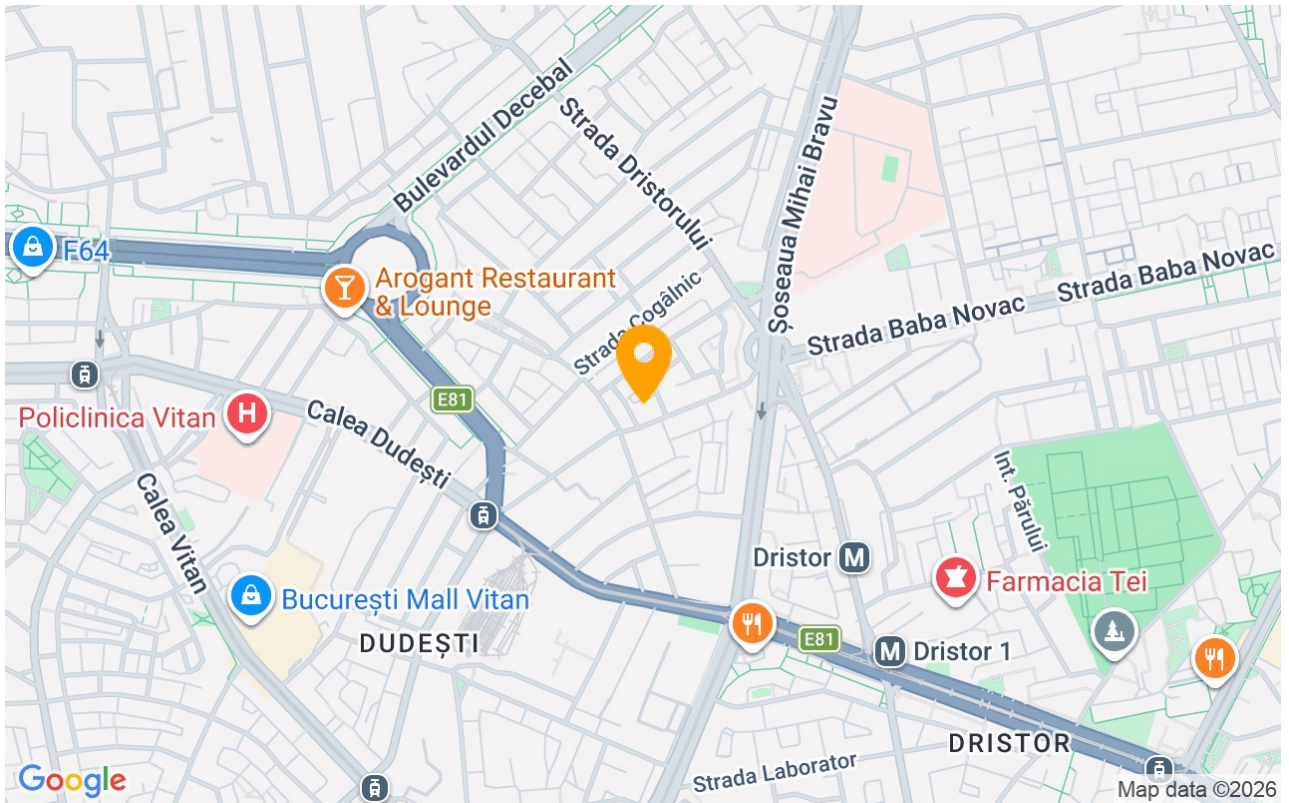 Bulevardul Decebal
Strada Dristorului
Șoseaua Mihai Bravu
F64
Arogant Restaurant
& Lounge
Strada Cogâlnic
Strada Baba Novac
Strada Baba Novac
E81
Policlinica Vitan
H
Calea Dudești
Calea Vitan
Int. Părului
Dristor M
Farmacia Tei
București Mall Vitan
DUDEȘTI
E81
M Dristor 1
DRISTOR
Strada Laborator
Google
Map data ©2026